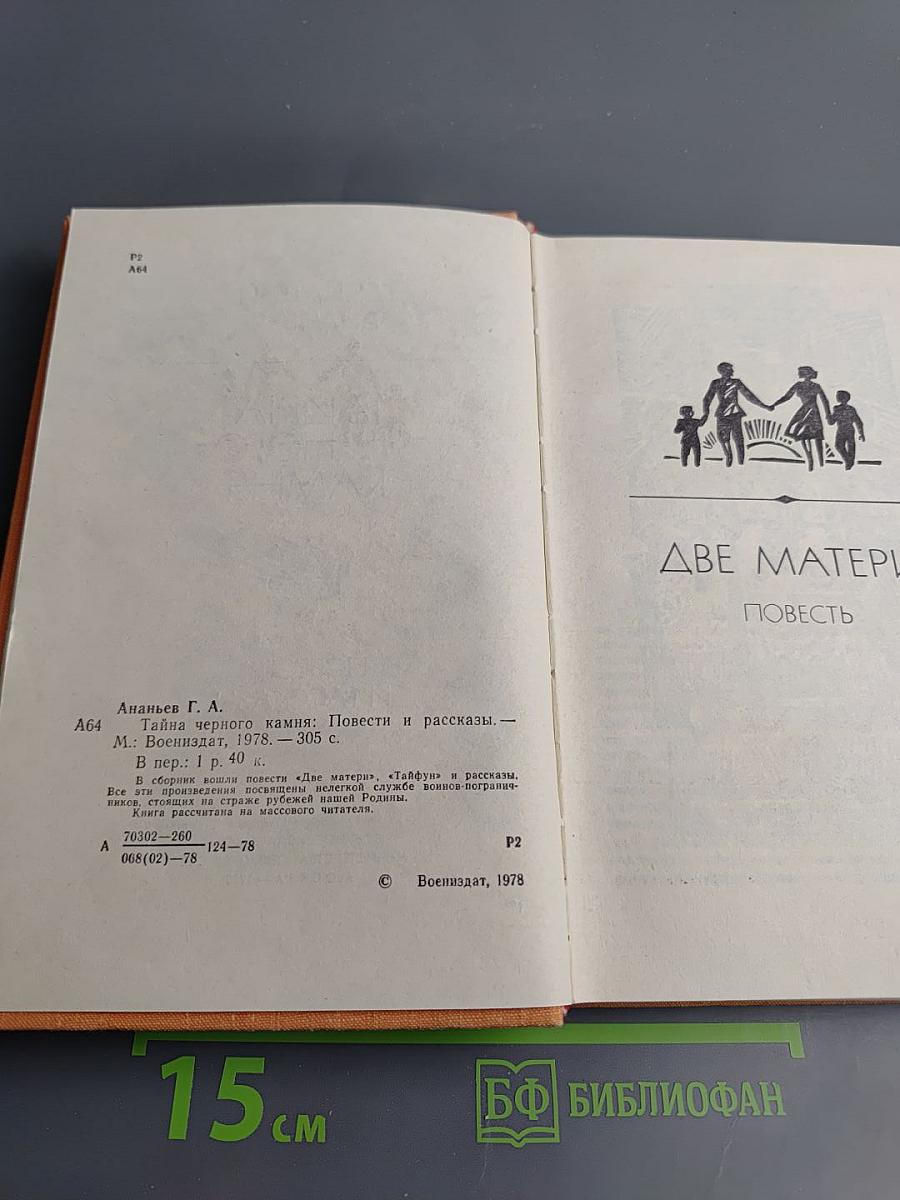 Р2
А64
Ананьев Г. А.
А64 Тайна черного камня: Повести и рассказы. —
М.: Воениздат, 1978. — 305 с.
В пер.: 1 р. 40 к.
В сборник вошли повести «Две матери», «Тайфун» и рассказы.
Все эти произведения посвящены нелегкой службе воинов-погранич-
ников, стоящих на страже рубежей нашей Родины.
Книга рассчитана на массового читателя.
А 70302—260 124—78 Р2
068(02)—78
© Воениздат, 1978
ДВЕ МАТЕРИ
ПОВЕСТЬ
15 см
БФ БИБЛИОФАН